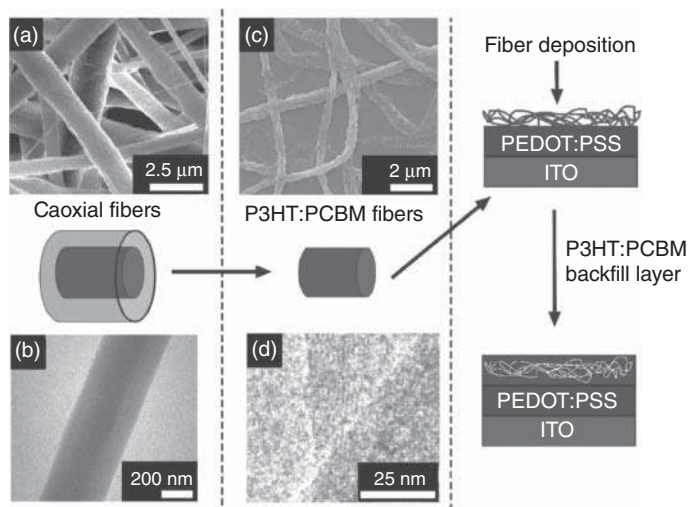 (a)
2.5 μm
Caoxial fibers
(b)
200 nm
(c)
2 μm
P3HT:PCBM fibers
(d)
25 nm
Fiber deposition
PEDOT:PSS
ITO
P3HT:PCBM
backfill layer
PEDOT:PSS
ITO